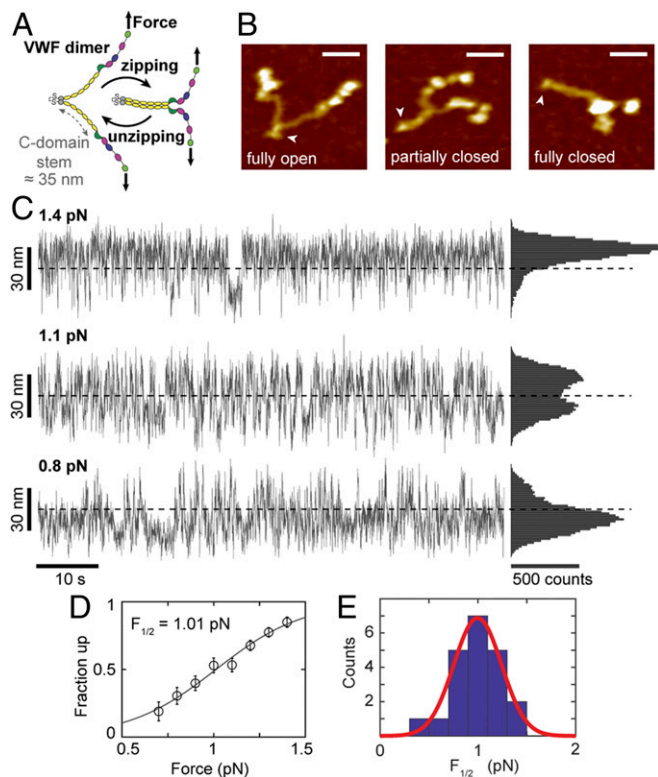 A
Force
VWF dimer
zipping
unzipping
C-domain
stem
≈ 35 nm
B
fully open
partially closed
fully closed
C
1.4 pN
30 nm
1.1 pN
30 nm
0.8 pN
30 nm
10 s
500 counts
D
F1/2 = 1.01 pN
Fraction up
1
0.5
0
0.5
1
1.5
Force (pN)
E
Counts
6
4
2
0
1
2
F1/2 (pN)